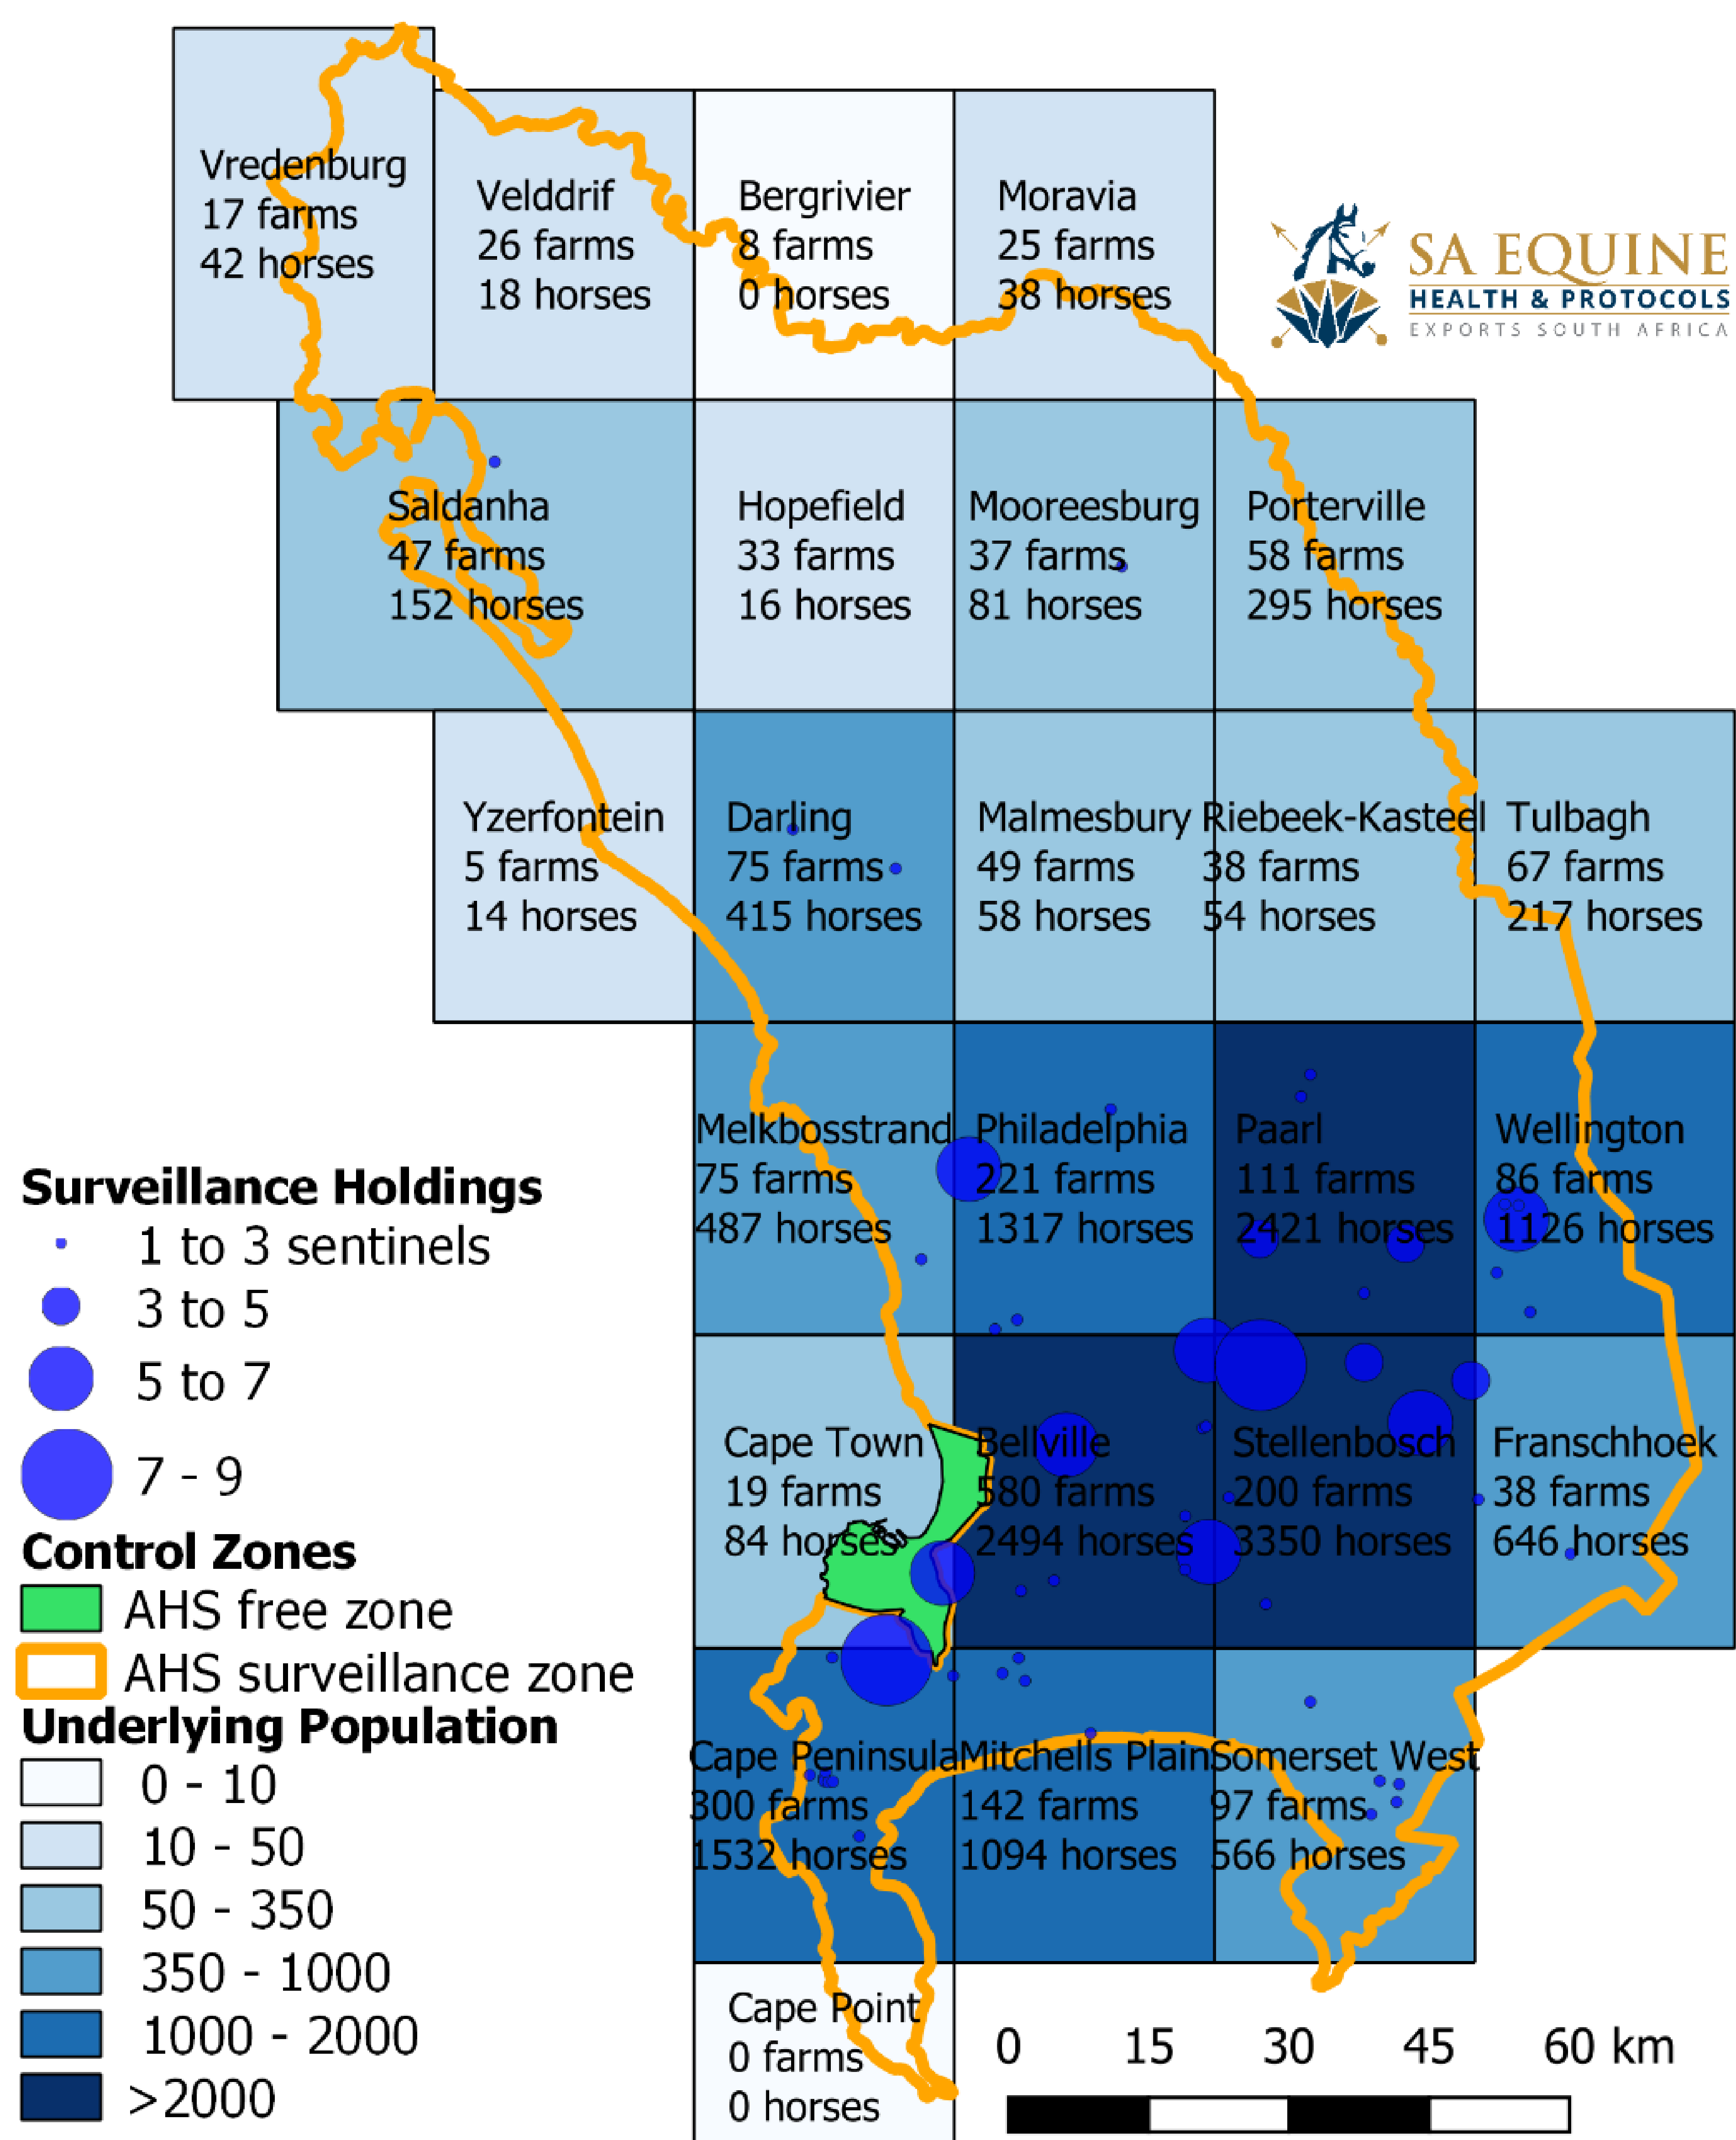 Vredenburg
17 farms
42 horses
Velddrif
26 farms
18 horses
Bergrivier
8 farms
0 horses
Moravia
25 farms
38 horses
SA EQUINE
HEALTH & PROTOCOLS
EXPORTS SOUTH AFRICA
Saldanha
47 farms
152 horses
Hopefield
33 farms
16 horses
Mooreesburg
37 farms
81 horses
Porterville
58 farms
295 horses
Yzerfontein
5 farms
14 horses
Darling
75 farms
415 horses
Malmesbury
49 farms
58 horses
Riebeek-Kasteel
38 farms
54 horses
Tulbagh
67 farms
217 horses
Melkbosstrand
75 farms
487 horses
Philadelphia
221 farms
1317 horses
Paarl
111 farms
2421 horses
Wellington
86 farms
1126 horses
Cape Town
19 farms
84 horses
Bellville
580 farms
2494 horses
Stellenbosch
200 farms
3350 horses
Franschhoek
38 farms
646 horses
Cape Peninsula
300 farms
1532 horses
Mitchells Plain
142 farms
1094 horses
Somerset West
97 farms
566 horses
Cape Point
0 farms
0 horses
Surveillance Holdings
1 to 3 sentinels
3 to 5
5 to 7
7 - 9
Control Zones
AHS free zone
AHS surveillance zone
Underlying Population
0 - 10
10 - 50
50 - 350
350 - 1000
1000 - 2000
>2000
0 15 30 45 60 km